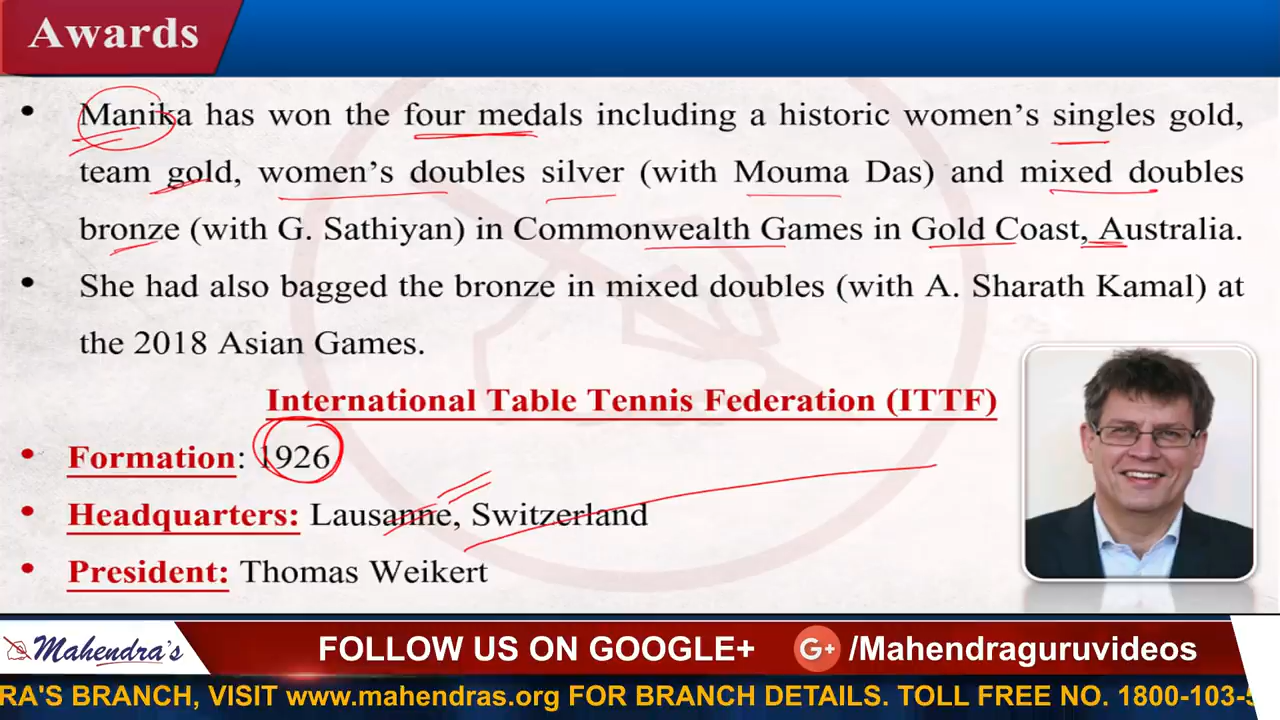 Awards
• Manika has won the four medals including a historic women's singles gold,
team gold, women's doubles silver (with Mouma Das) and mixed doubles
bronze (with G. Sathiyan) in Commonwealth Games in Gold Coast, Australia.
• She had also bagged the bronze in mixed doubles (with A. Sharath Kamal) at
the 2018 Asian Games.
International Table Tennis Federation (ITTF)
• Formation: 1926
• Headquarters: Lausanne, Switzerland
• President: Thomas Weikert
Mahendra's FOLLOW US ON GOOGLE+ G+ /Mahendraguruvideos
RA'S BRANCH, VISIT www.mahendras.org FOR BRANCH DETAILS. TOLL FREE NO. 1800-103-5